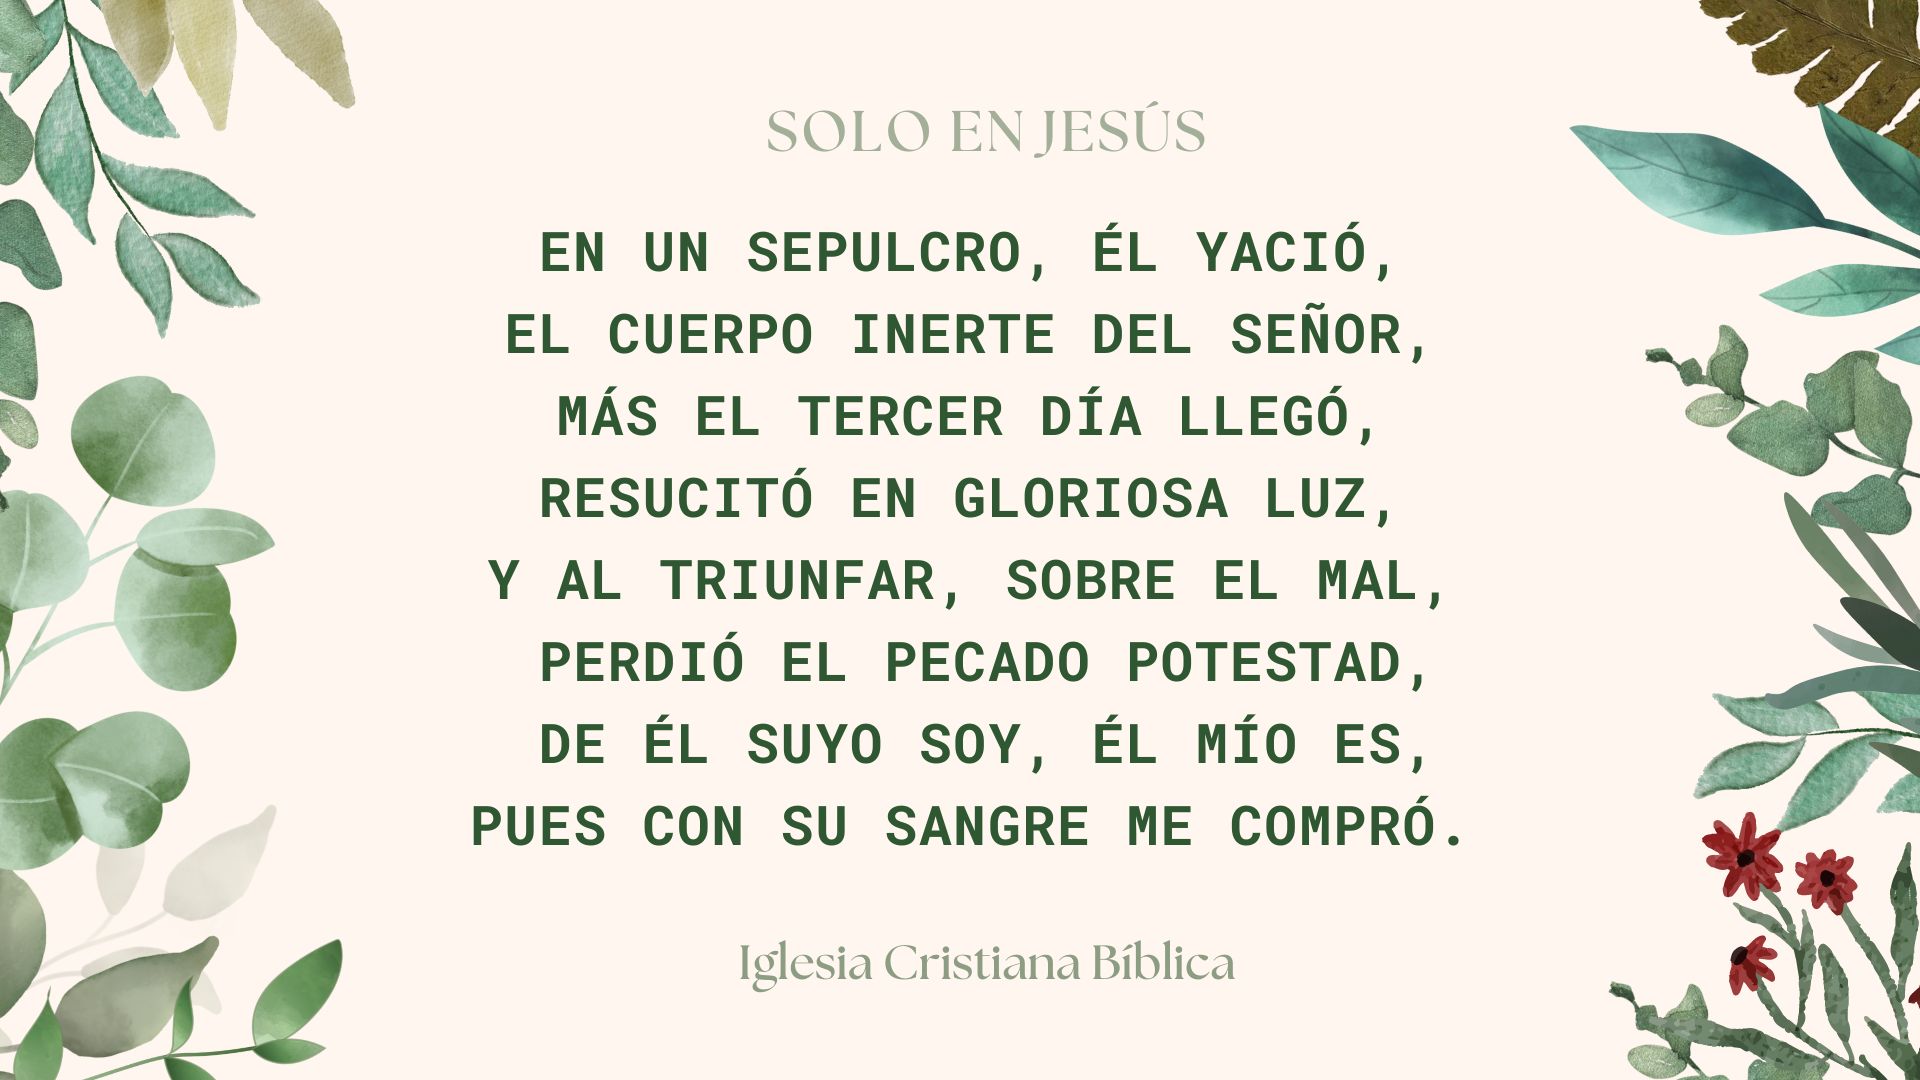 SOLO EN JESÚS
EN UN SEPULCRO, ÉL YACIÓ,
EL CUERPO INERTE DEL SEÑOR,
MÁS EL TERCER DÍA LLEGÓ,
RESUCITÓ EN GLORIOSA LUZ,
Y AL TRIUNFAR, SOBRE EL MAL,
PERDIÓ EL PECADO POTESTAD,
DE ÉL SUYO SOY, ÉL MÍO ES,
PUES CON SU SANGRE ME COMPRÓ.
Iglesia Cristiana Bíblica